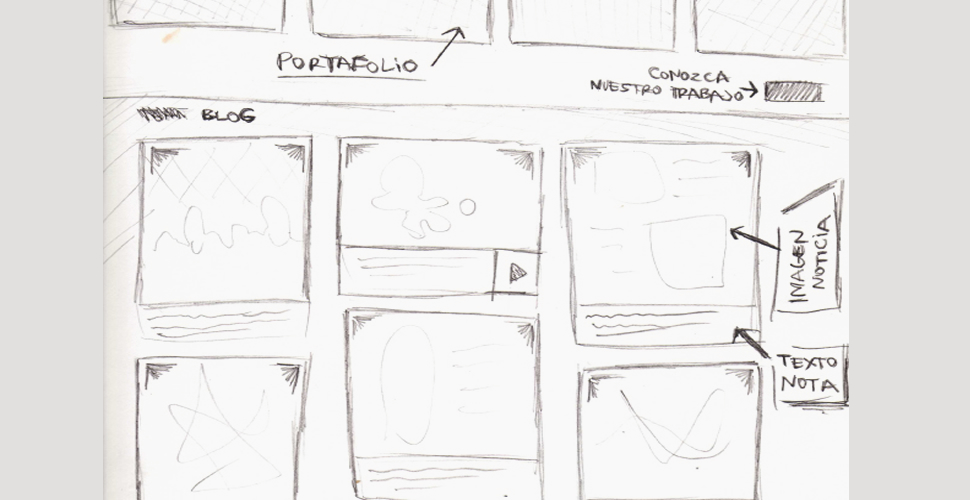 PORTAFOLIO
CONOZCA
NUESTRO TRABAJO
BLOG
IMAGEN
NOTICIA
TEXTO
NOTA